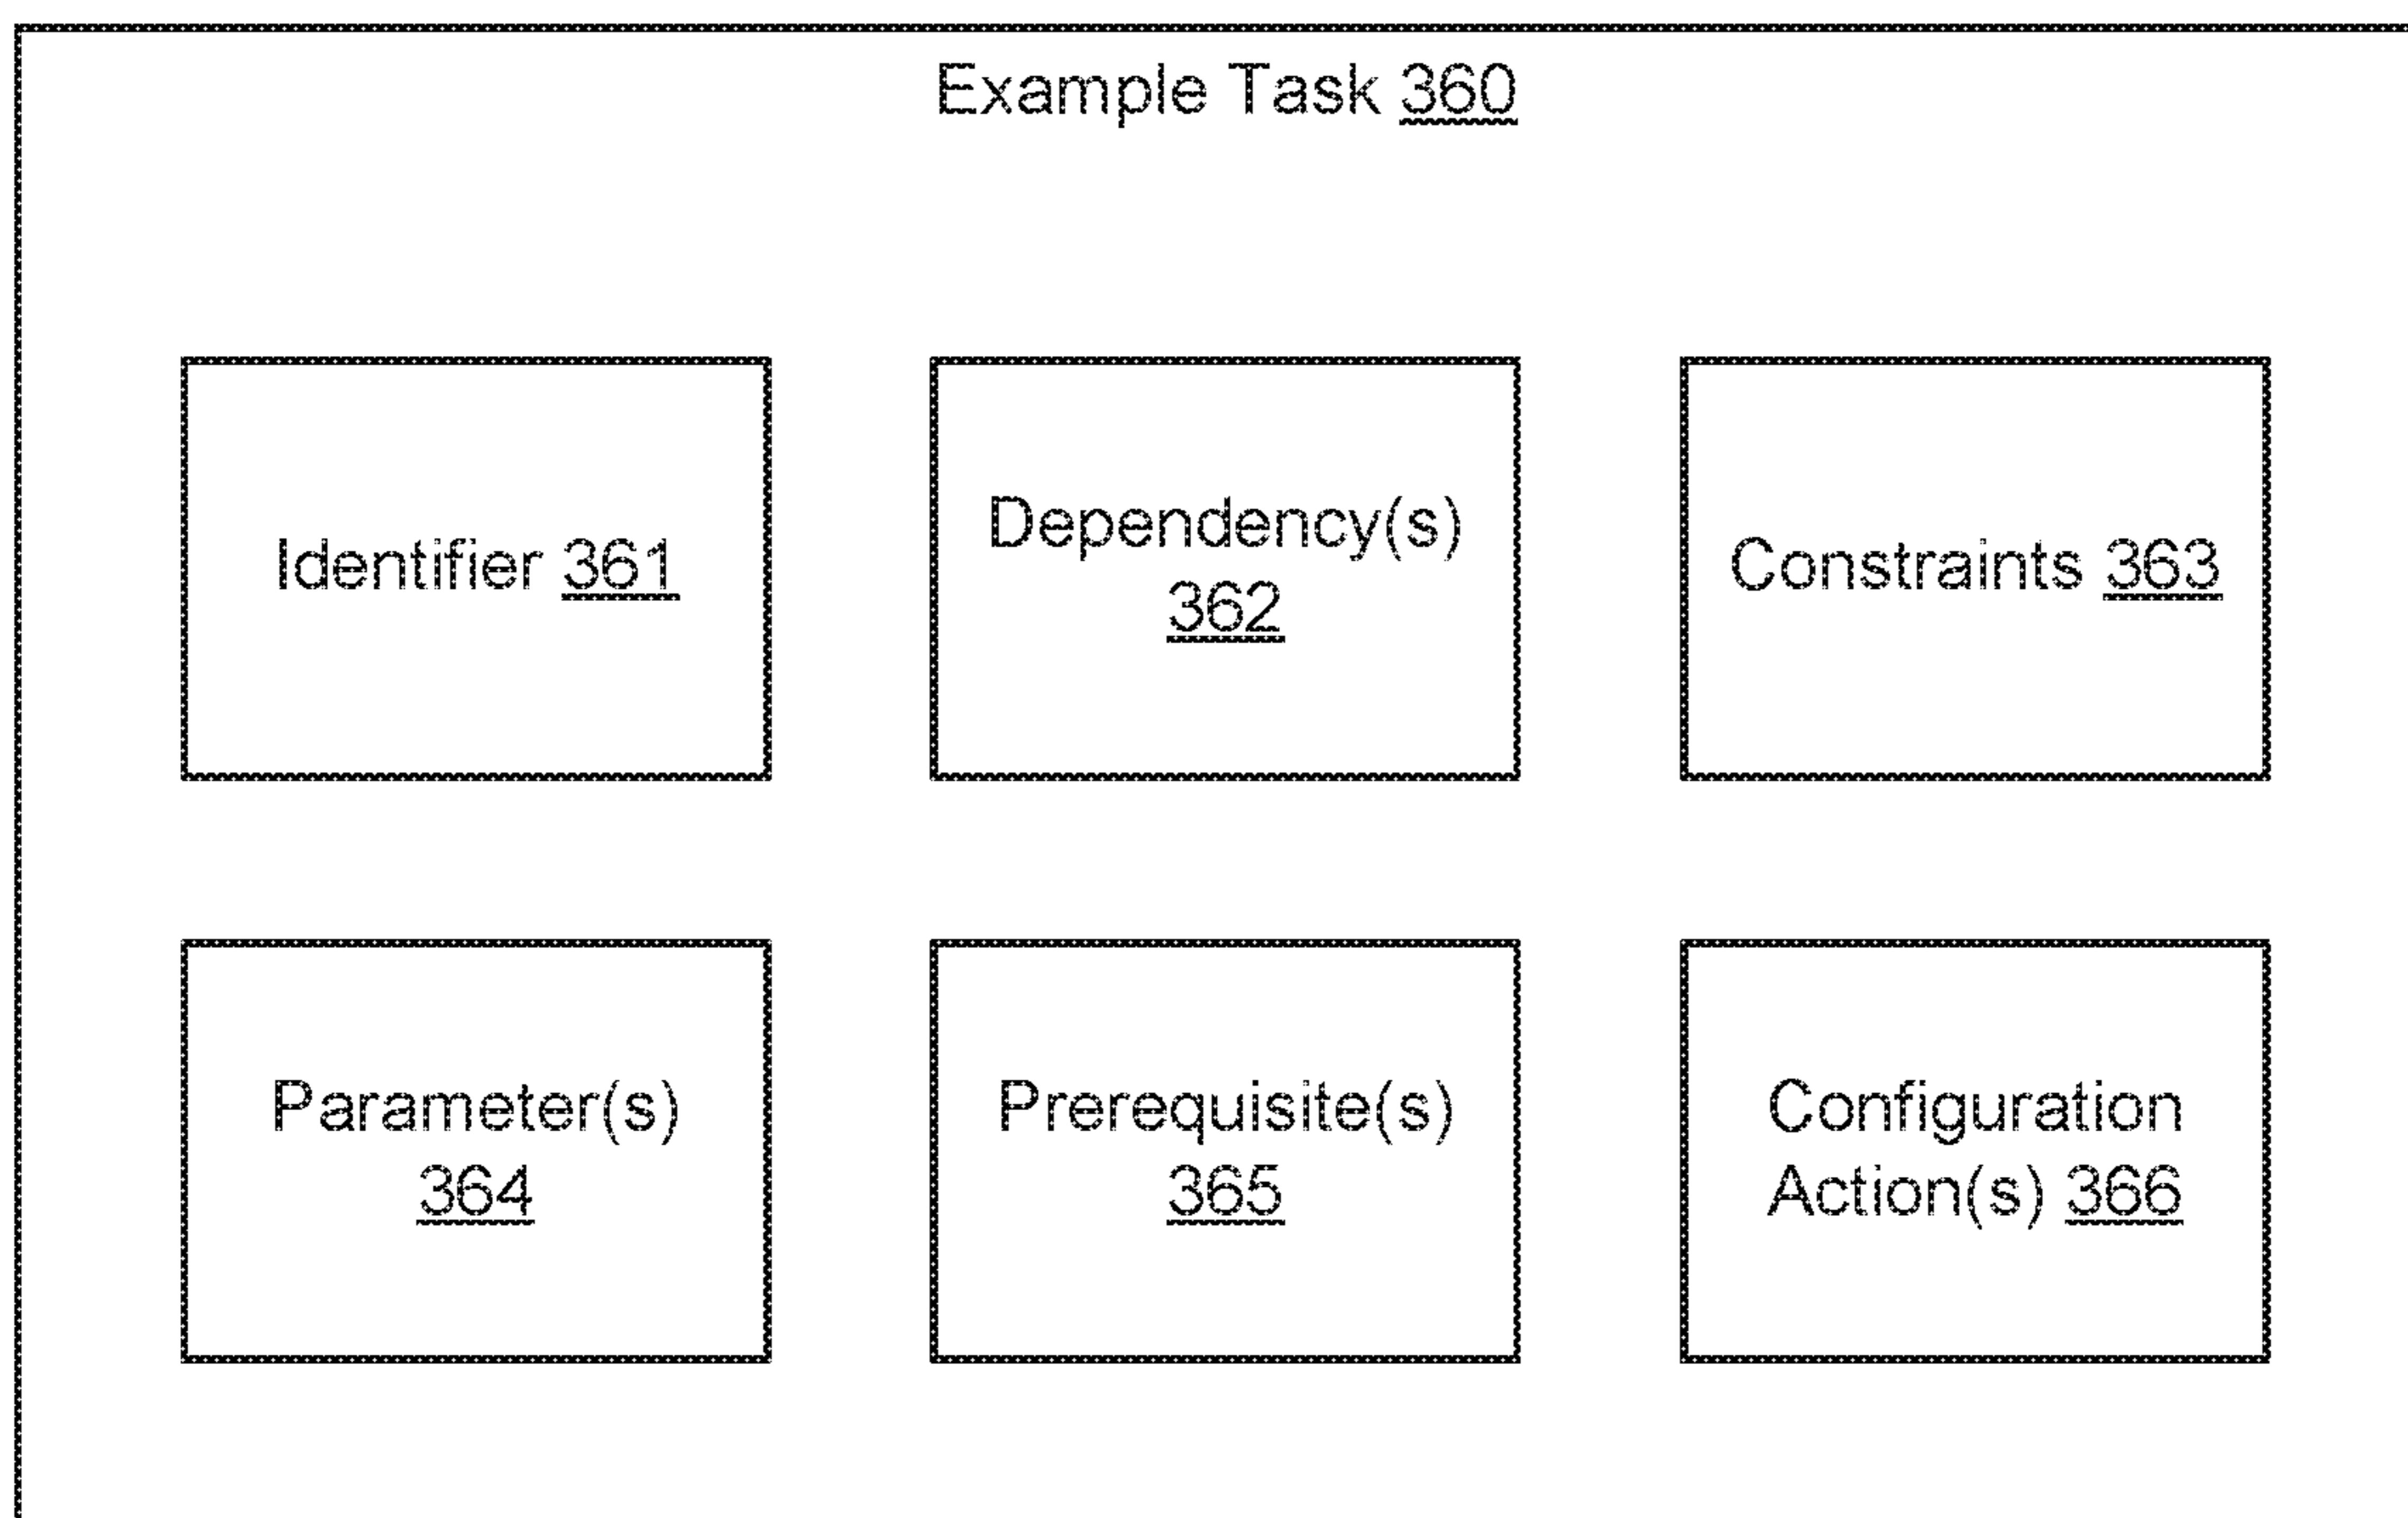 Example Task 360
Identifier 361
Dependency(s)
362
Constraints 363
Parameter(s)
364
Prerequisite(s)
365
Configuration
Action(s) 366